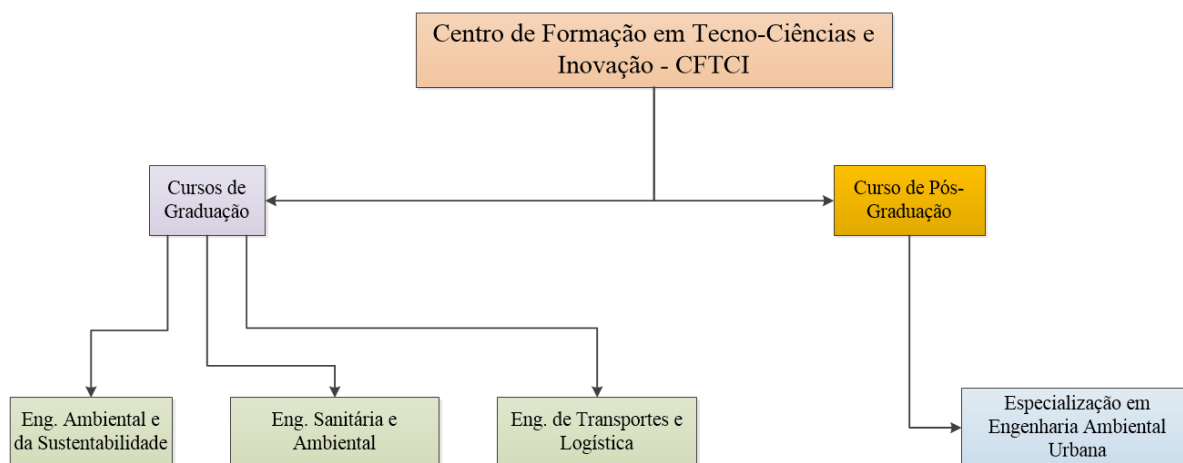 Centro de Formação em Tecno-Ciências e
Inovação - CFTCI
Cursos de
Graduação
Curso de Pós-
Graduação
Eng. Ambiental e
da Sustentabilidade
Eng. Sanitária e
Ambiental
Eng. de Transportes e
Logística
Especialização em
Engenharia Ambiental
Urbana